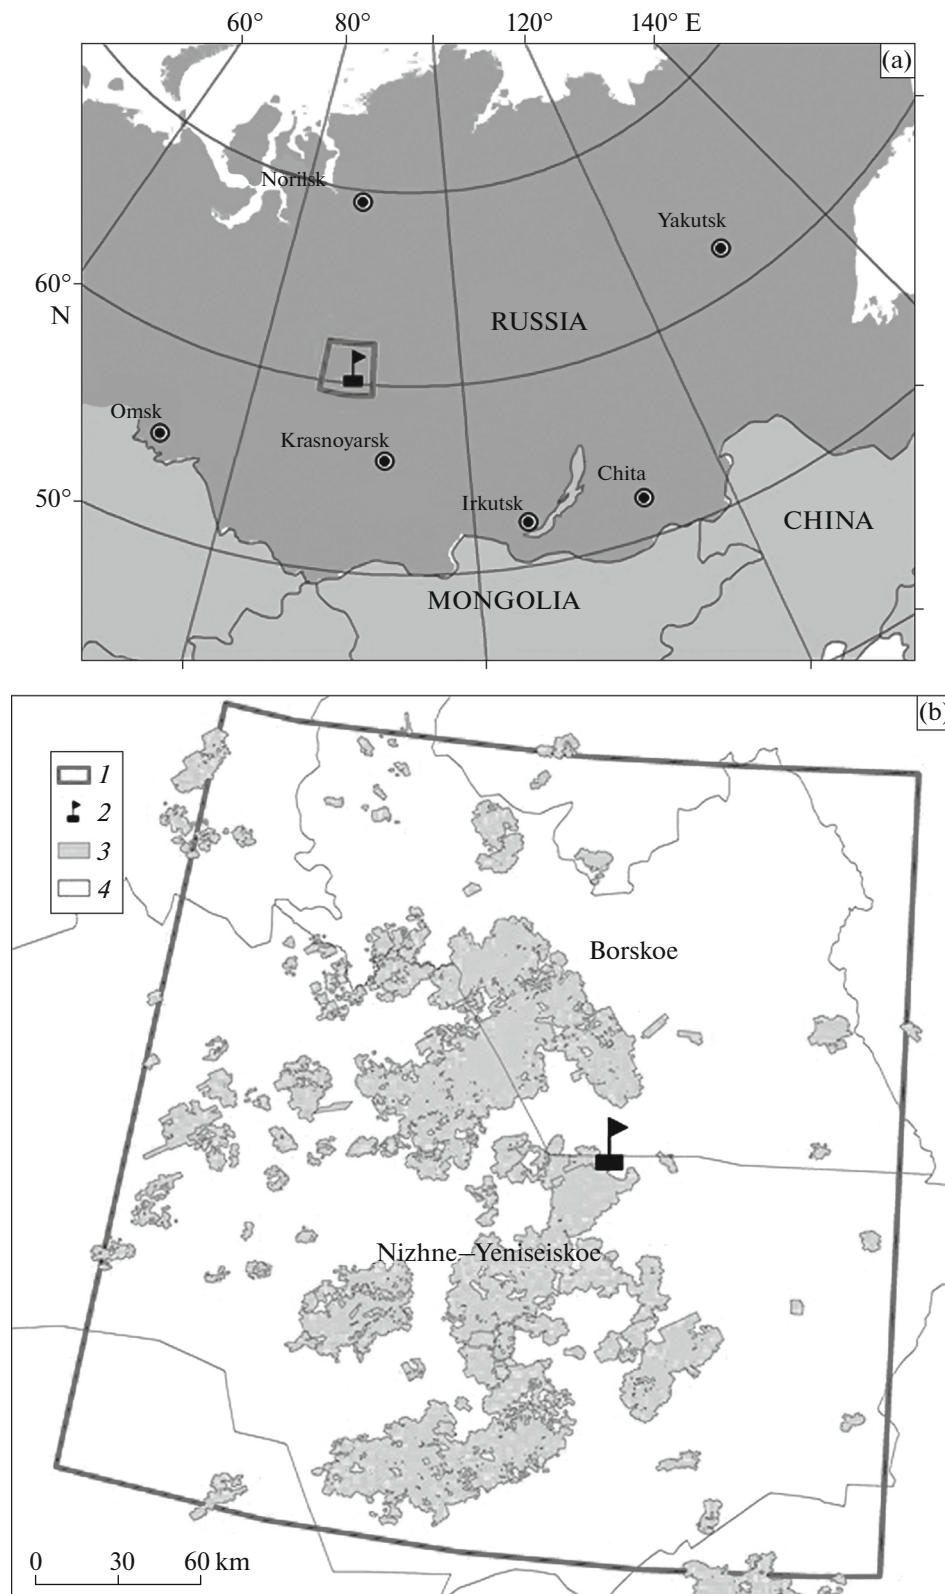 60° 80° 120° 140° E
(a)
Norilsk
Yakutsk
60°
N
RUSSIA
Omsk
Krasnoyarsk
Chita
50°
Irkutsk
CHINA
MONGOLIA
(b)
1
2
3
4
Borskoe
Nizhne–Yeniseiskoe
0 30 60 km